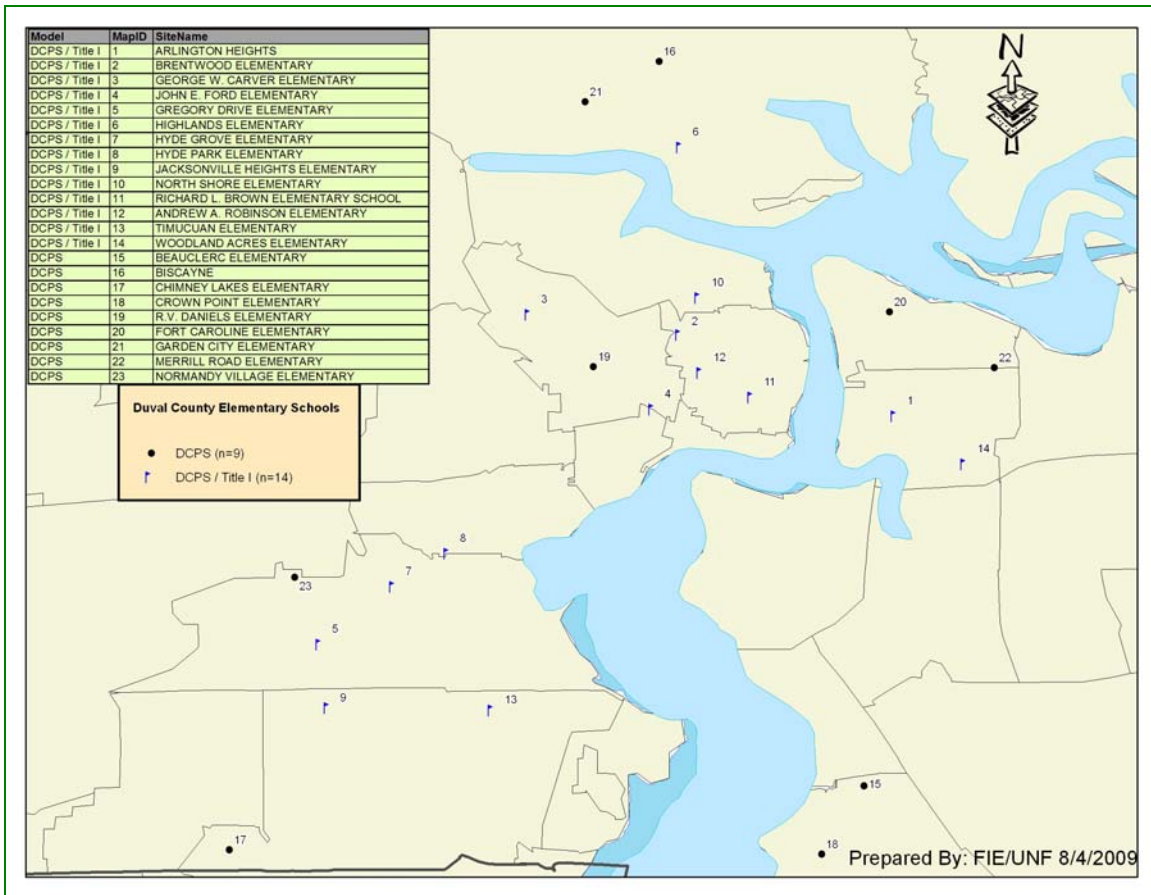 Model MapID SiteName
DCPS / Title I 1 ARLINGTON HEIGHTS
DCPS / Title I 2 BRENTWOOD ELEMENTARY
DCPS / Title I 3 GEORGE W. CARVER ELEMENTARY
DCPS / Title I 4 JOHN E. FORD ELEMENTARY
DCPS / Title I 5 GREGORY DRIVE ELEMENTARY
DCPS / Title I 6 HIGHLANDS ELEMENTARY
DCPS / Title I 7 HYDE GROVE ELEMENTARY
DCPS / Title I 8 HYDE PARK ELEMENTARY
DCPS / Title I 9 JACKSONVILLE HEIGHTS ELEMENTARY
DCPS / Title I 10 NORTH SHORE ELEMENTARY
DCPS / Title I 11 RICHARD L. BROWN ELEMENTARY SCHOOL
DCPS / Title I 12 ANDREW A. ROBINSON ELEMENTARY
DCPS / Title I 13 TIMUCUAN ELEMENTARY
DCPS / Title I 14 WOODLAND ACRES ELEMENTARY
DCPS 15 BEAUCLERC ELEMENTARY
DCPS 16 BISCAYNE
DCPS 17 CHIMNEY LAKES ELEMENTARY
DCPS 18 CROWN POINT ELEMENTARY
DCPS 19 R.V. DANIELS ELEMENTARY
DCPS 20 FORT CAROLINE ELEMENTARY
DCPS 21 GARDEN CITY ELEMENTARY
DCPS 22 MERRILL ROAD ELEMENTARY
DCPS 23 NORMANDY VILLAGE ELEMENTARY
Duval County Elementary Schools
DCPS (n=9)
DCPS / Title I (n=14)
N
16
21
6
10
3
20
2
19
12
22
11
4
1
14
8
7
23
5
9
13
15
17
18
Prepared By: FIE/UNF 8/4/2009